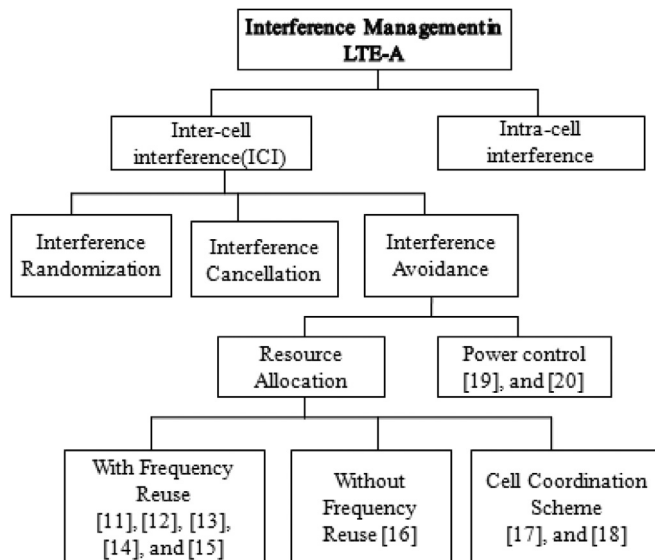 Interference Managementin
LTE-A
Inter-cell
interference(ICI)
Intra-cell
interference
Interference
Randomization
Interference
Cancellation
Interference
Avoidance
Resource
Allocation
Power control
[19], and [20]
With Frequency
Reuse
[11], [12], [13],
[14], and [15]
Without
Frequency
Reuse [16]
Cell Coordination
Scheme
[17], and [18]